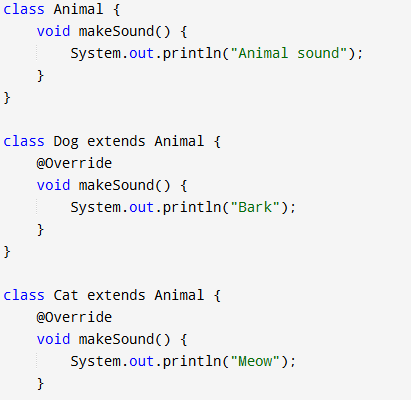 class Animal {
    void makeSound() {
        System.out.println("Animal sound");
    }
}

class Dog extends Animal {
    @Override
    void makeSound() {
        System.out.println("Bark");
    }
}

class Cat extends Animal {
    @Override
    void makeSound() {
        System.out.println("Meow");
    }